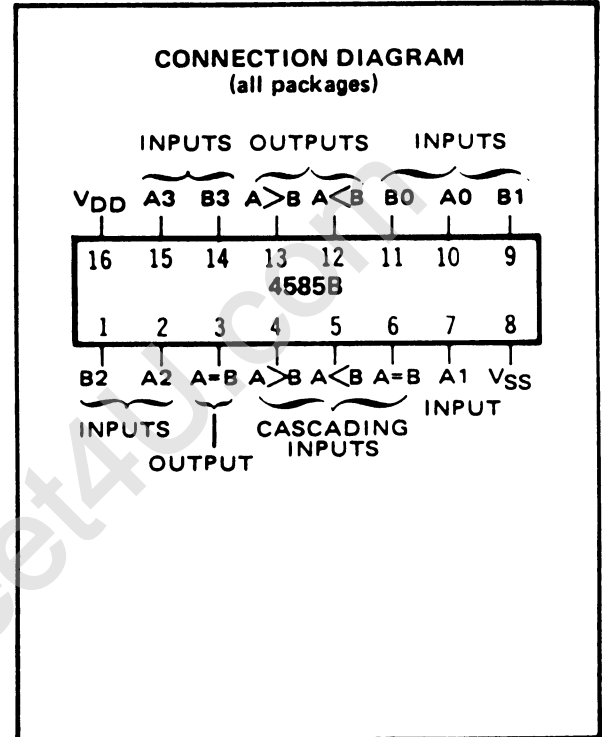 CONNECTION DIAGRAM
(all packages)
INPUTS OUTPUTS INPUTS
VDD A3 B3 A>B A<B B0 A0 B1
16 15 14 13 12 11 10 9
4585B
1 2 3 4 5 6 7 8
B2 A2 A=B A>B A<B A=B A1 VSS
INPUTS OUTPUT CASCADING INPUTS INPUT
eet4U.com